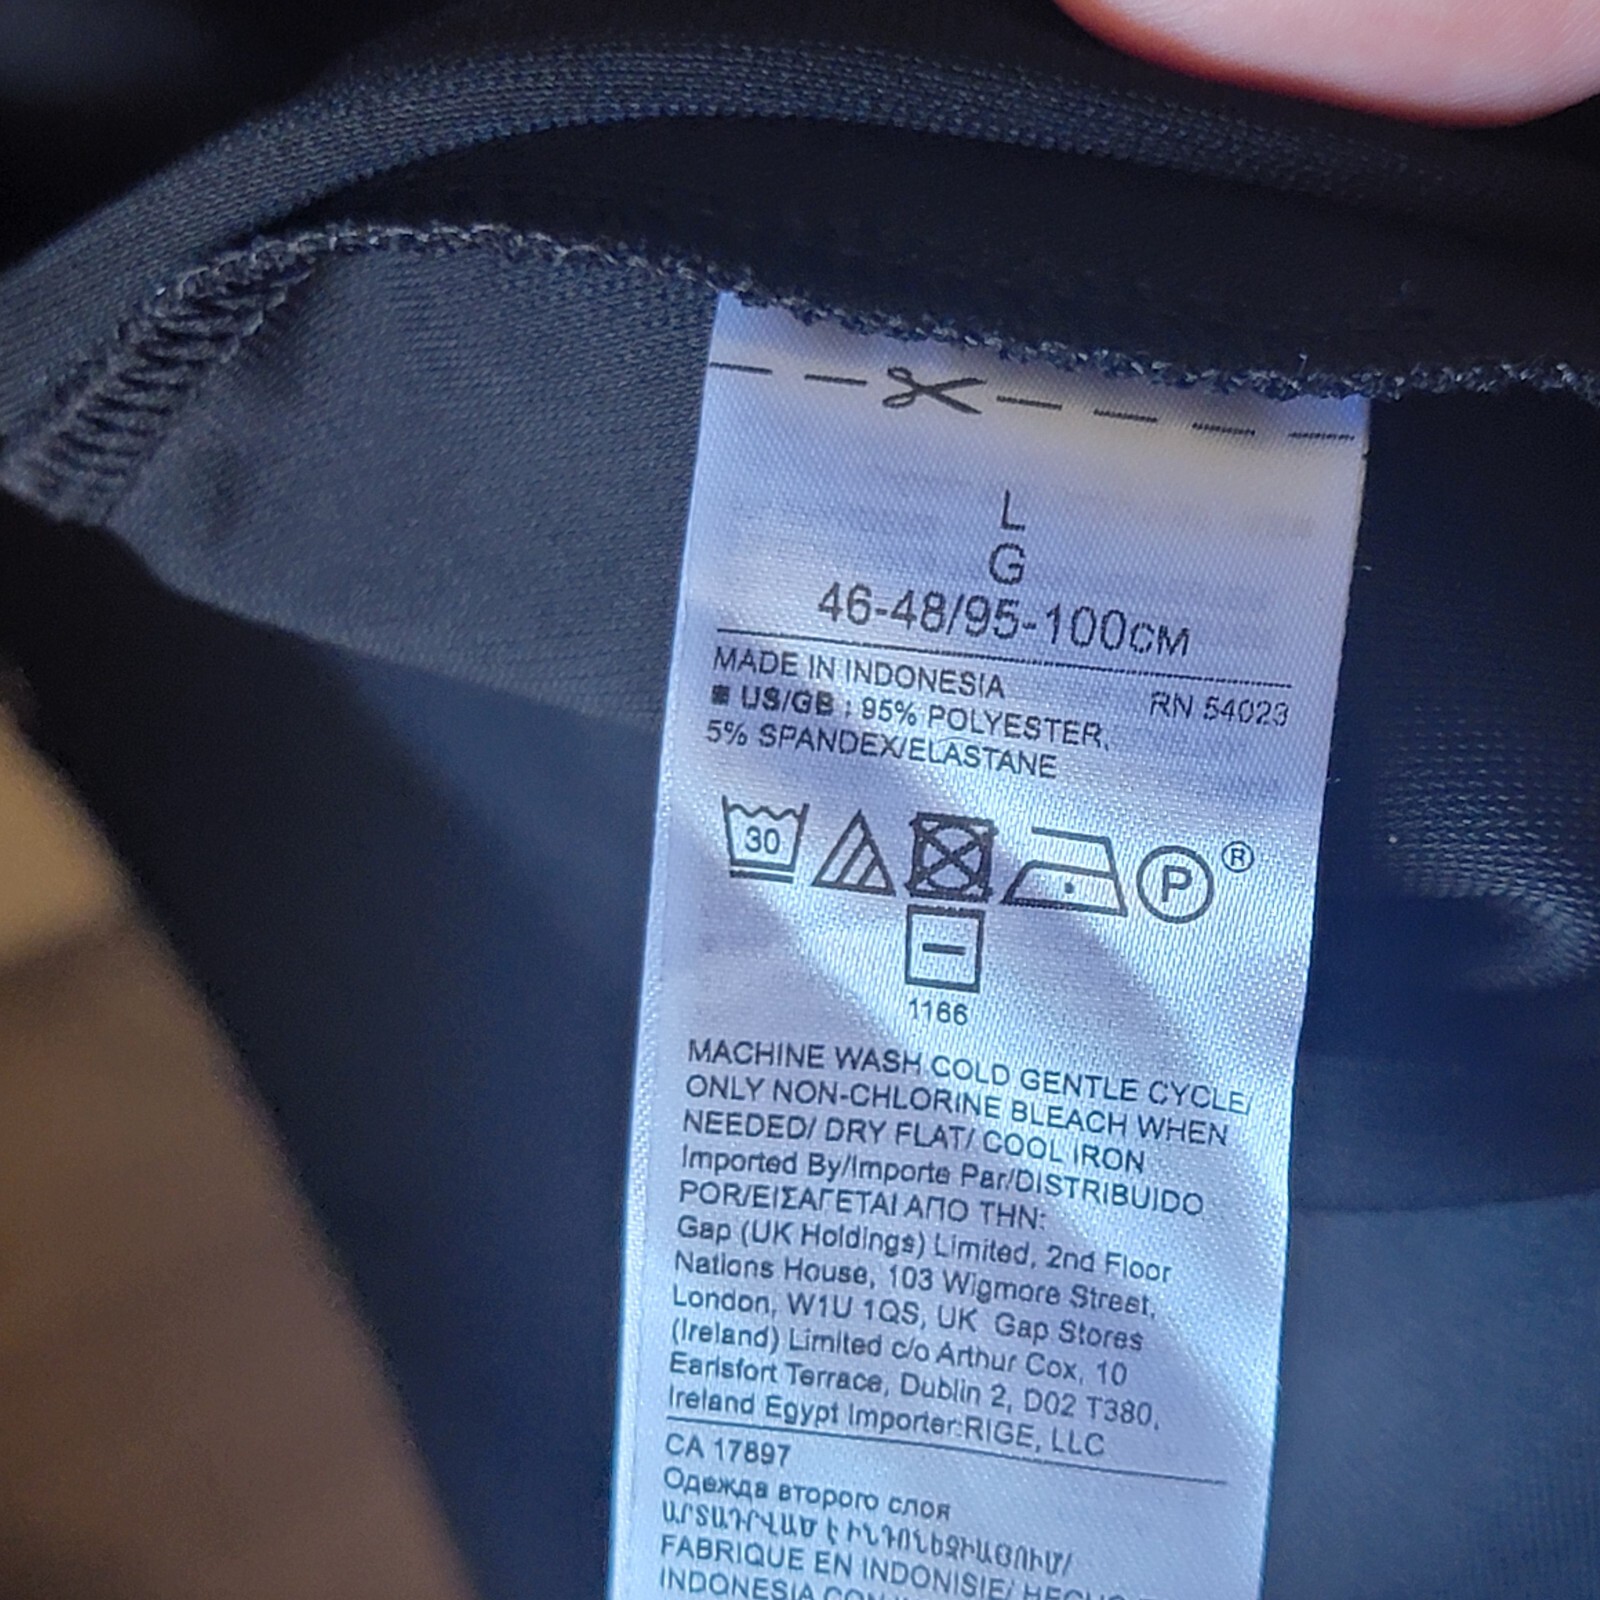 L
G
46-48/95-100CM
MADE IN INDONESIA RN 54023
■ US/GB : 95% POLYESTER,
5% SPANDEX/ELASTANE
30 P ®
1166
MACHINE WASH COLD GENTLE CYCLE/
ONLY NON-CHLORINE BLEACH WHEN
NEEDED/ DRY FLAT/ COOL IRON
Imported By/Importe Par/DISTRIBUIDO
POR/ΕΙΣΑΓΕΤΑΙ ΑΠΟ ΤΗΝ:
Gap (UK Holdings) Limited, 2nd Floor
Nations House, 103 Wigmore Street,
London, W1U 1QS, UK Gap Stores
(Ireland) Limited c/o Arthur Cox, 10
Earlsfort Terrace, Dublin 2, D02 T380,
Ireland Egypt Importer:RIGE, LLC
CA 17897
Одежда второго слоя
ԱՐՏԱԴՐՎԱԾ Է ԻՆԴՈՆԵԶԻԱՅՈՒՄ/
FABRIQUE EN INDONISIE/
INDONESIA